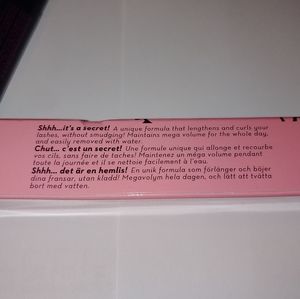 Shhh...it's a secret! A unique formula that lengthens and curls your
lashes, without smudging! Maintains mega volume for the whole day,
and easily removed with water.
Chut... c'est un secret! Une formule unique qui allonge et recourbe
vos cils, sans faire de taches! Maintenez un méga volume pendant
toute la journée et il se nettoie facilement à l'eau.
Shhh... det är en hemlis! En unik formula som förlänger och böjer
dina fransar, utan kladd! Megavolym hela dagen, och lätt att tvätta
bort med vatten.